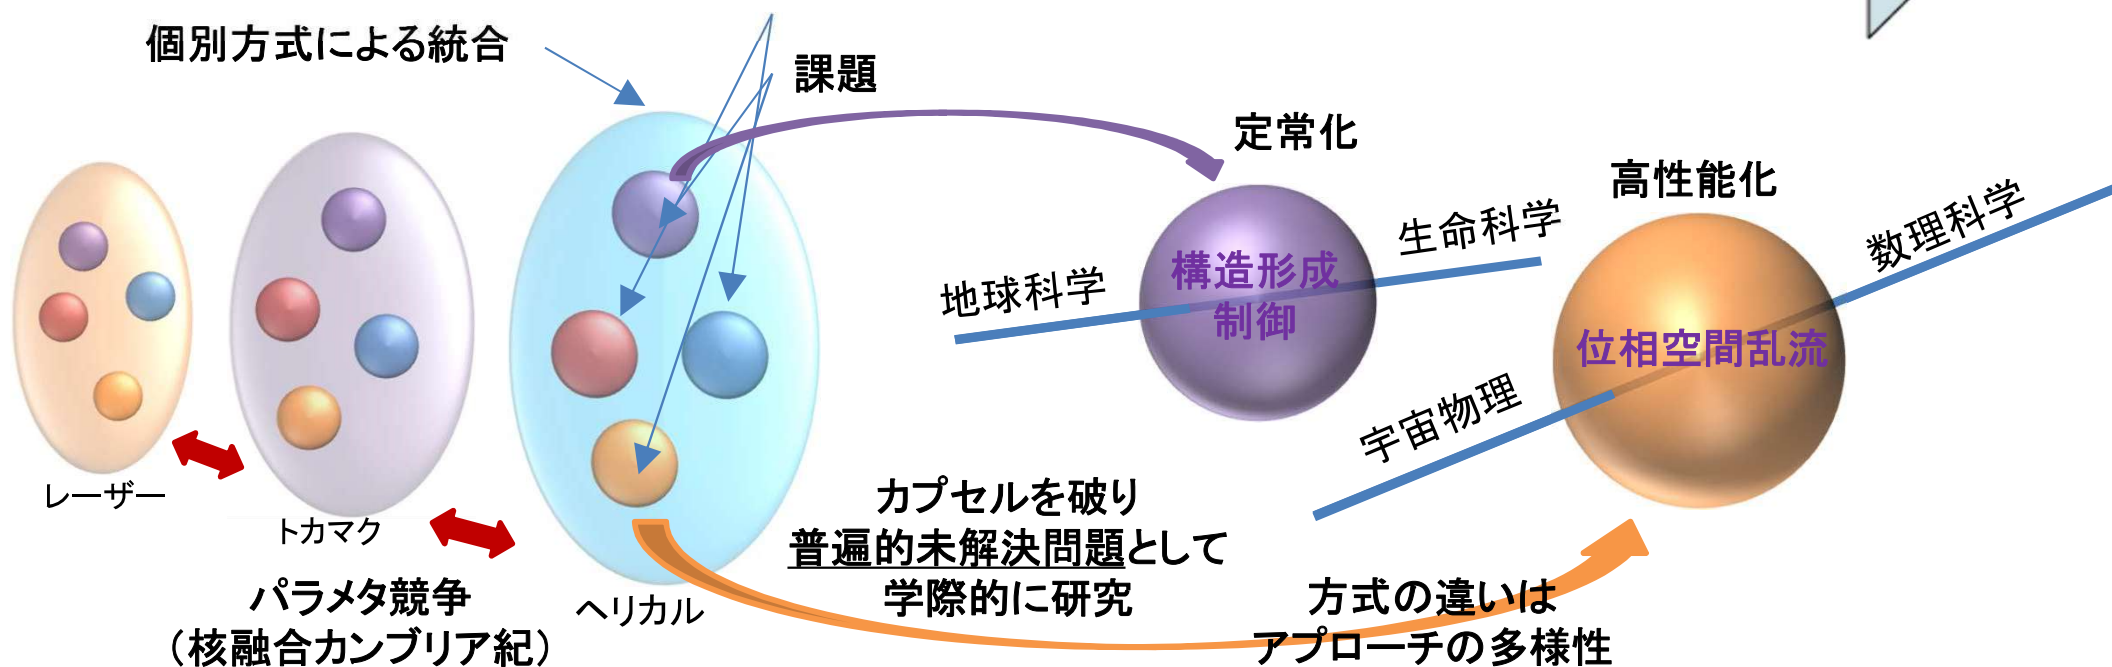 個別方式による統合
課題
定常化
高性能化
地球科学
生命科学
構造形成
制御
数理科学
位相空間乱流
宇宙物理
レーザー
トカマク
ヘリカル
パラメタ競争
（核融合カンブリア紀）
カプセルを破り
普遍的未解決問題として
学際的に研究
方式の違いは
アプローチの多様性